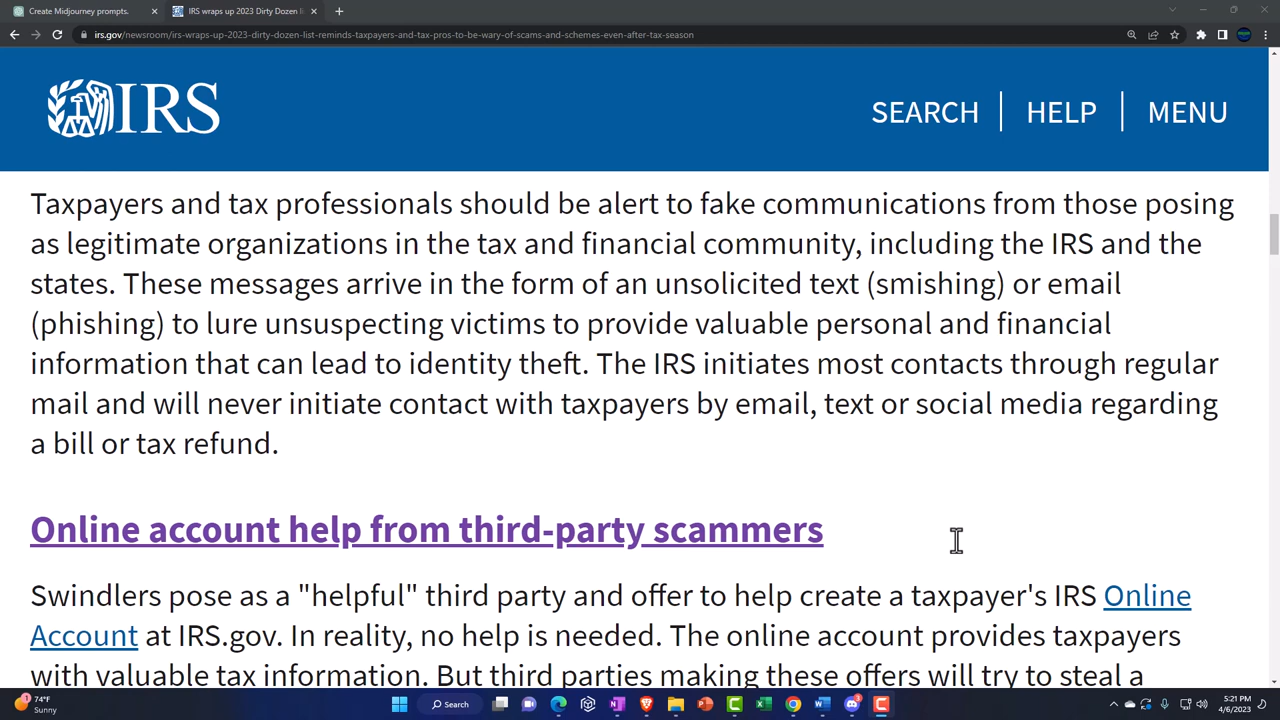 Create Midjourney prompts.
IRS wraps up 2023 Dirty Dozen li
irs.gov/newsroom/irs-wraps-up-2023-dirty-dozen-list-reminds-taxpayers-and-tax-pros-to-be-wary-of-scams-and-schemes-even-after-tax-season
IRS
SEARCH
HELP
MENU
Taxpayers and tax professionals should be alert to fake communications from those posing
as legitimate organizations in the tax and financial community, including the IRS and the
states. These messages arrive in the form of an unsolicited text (smishing) or email
(phishing) to lure unsuspecting victims to provide valuable personal and financial
information that can lead to identity theft. The IRS initiates most contacts through regular
mail and will never initiate contact with taxpayers by email, text or social media regarding
a bill or tax refund.
Online account help from third-party scammers
Swindlers pose as a "helpful" third party and offer to help create a taxpayer's IRS Online
Account at IRS.gov. In reality, no help is needed. The online account provides taxpayers
with valuable tax information. But third parties making these offers will try to steal a
1
74°F
Sunny
Search
3
5:21 PM
4/6/2023